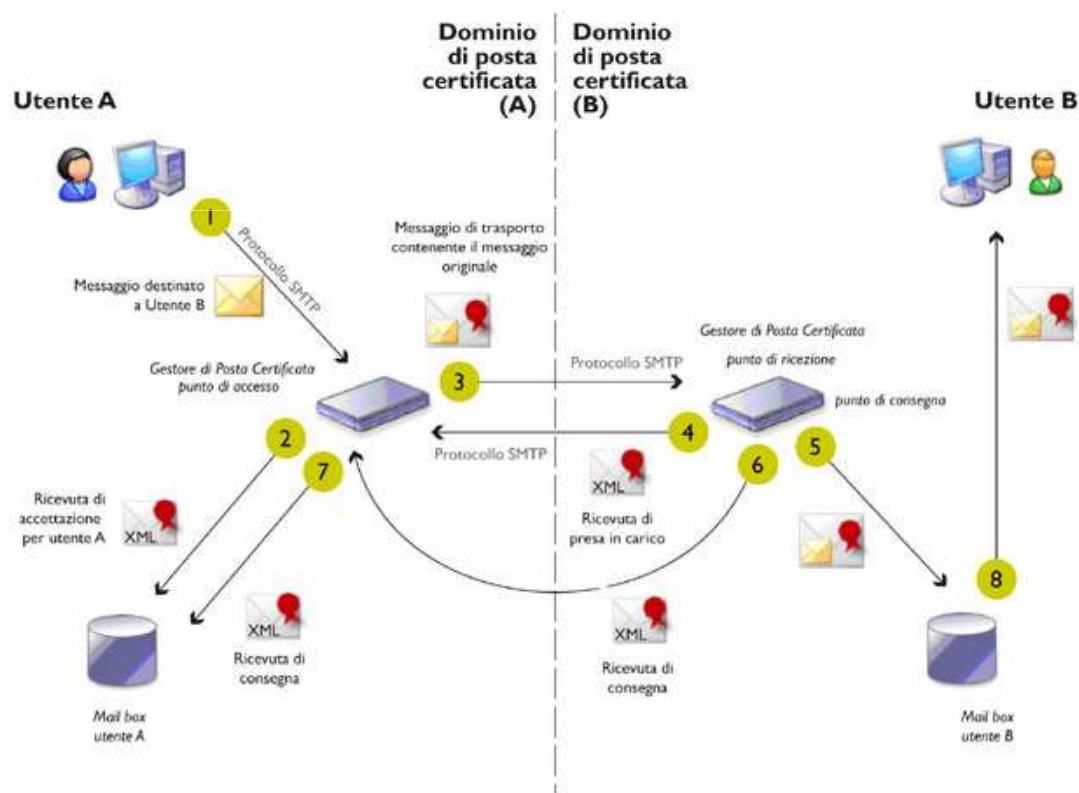 Dominio
di posta
certificata
(A)
Dominio
di posta
certificata
(B)
Utente A
Utente B
1
Protocollo SMTP
Messaggio destinato
a Utente B
Messaggio di trasporto
contenente il messaggio
originale
Gestore di Posta Certificata
punto di accesso
3
Protocollo SMTP
Gestore di Posta Certificata
punto di ricezione
punto di consegna
2
7
Protocollo SMTP
4
6
5
Ricevuta di
accettazione
per utente A
XML
XML
Ricevuta di
presa in carico
8
XML
Ricevuta di
consegna
XML
Ricevuta di
consegna
Mail box
utente A
Mail box
utente B